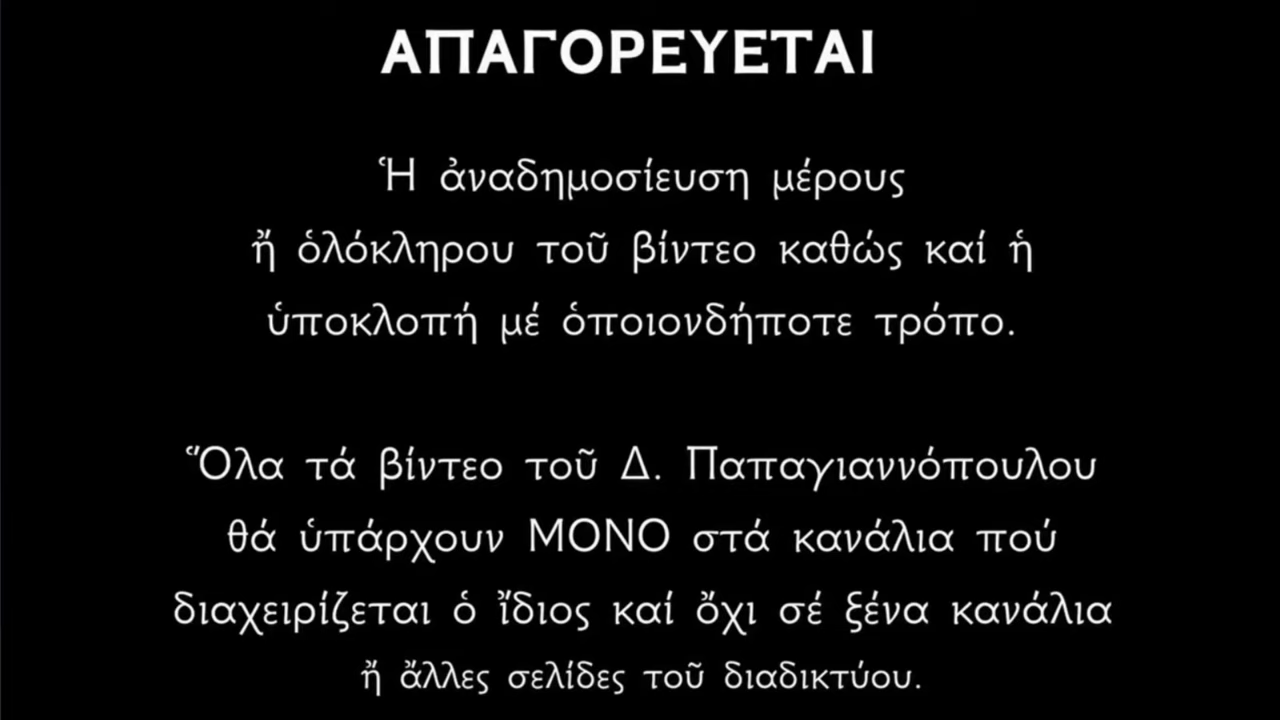 ΑΠΑΓΟΡΕΥΕΤΑΙ
Ἡ ἀναδημοσίευση μέρους
ἤ ὁλόκληρου τοῦ βίντεο καθώς καί ἡ
ὑποκλοπή μέ ὁποιονδήποτε τρόπο.
Ὅλα τά βίντεο τοῦ Δ. Παπαγιαννόπουλου
θά ὑπάρχουν ΜΟΝΟ στά κανάλια πού
διαχειρίζεται ὁ ἴδιος καί ὄχι σέ ξένα κανάλια
ἤ ἄλλες σελίδες τοῦ διαδικτύου.